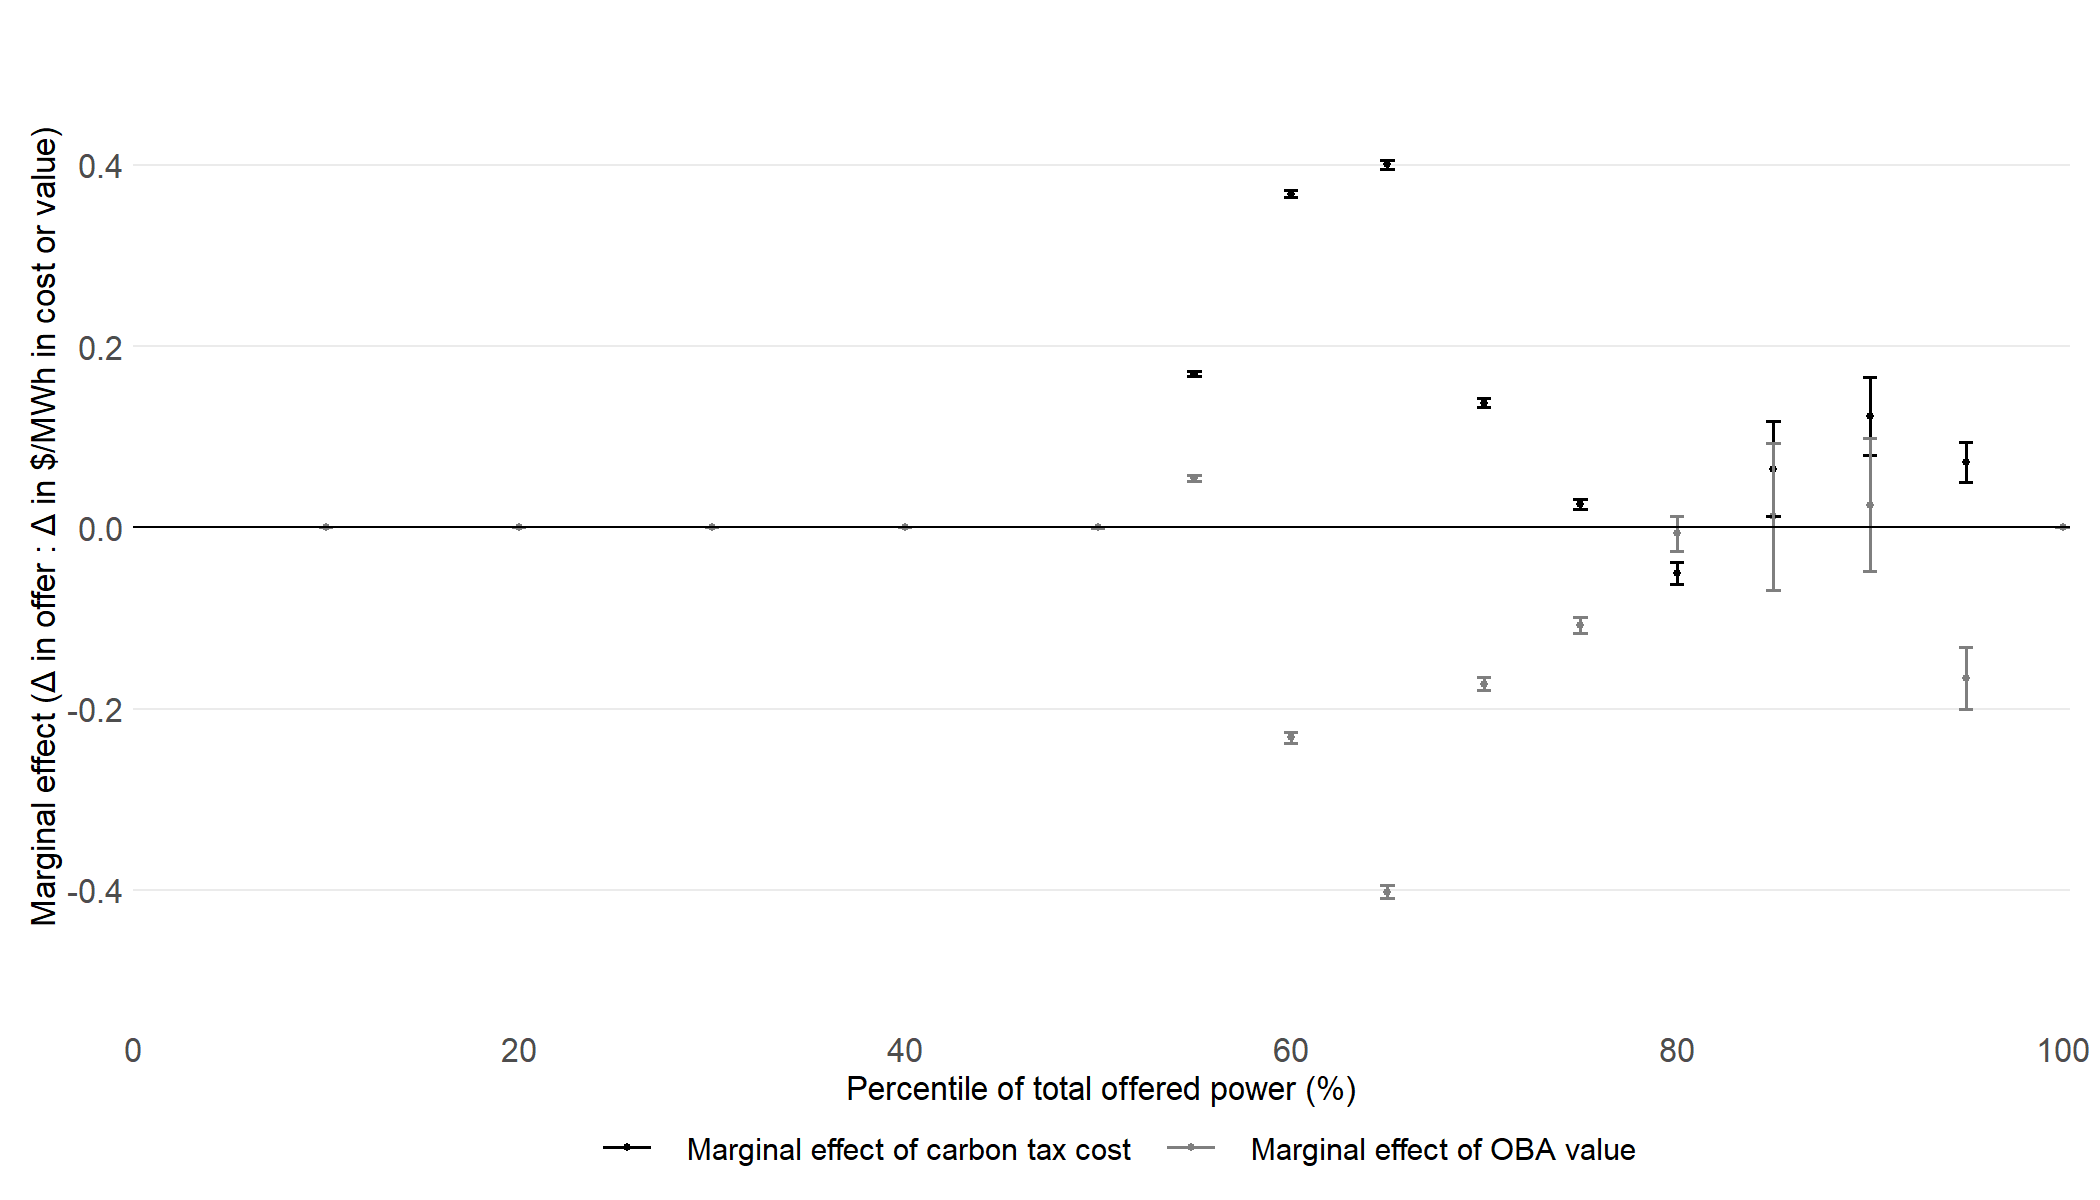 Marginal effect (Δ in offer : Δ in $/MWh in cost or value)
0.4
0.2
0.0
-0.2
-0.4
0 20 40 60 80 100
Percentile of total offered power (%)
Marginal effect of carbon tax cost Marginal effect of OBA value